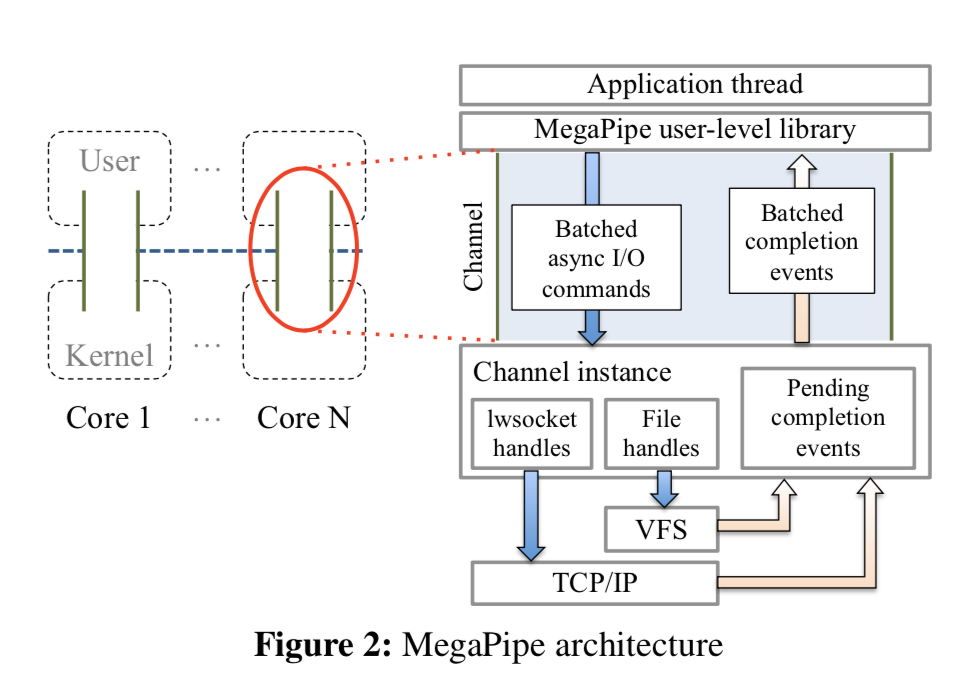 Application thread
MegaPipe user-level library
User
...
Channel
Batched
async I/O
commands
Batched
completion
events
Kernel
...
Core 1
...
Core N
Channel instance
lwsocket
handles
File
handles
Pending
completion
events
VFS
TCP/IP
Figure 2: MegaPipe architecture